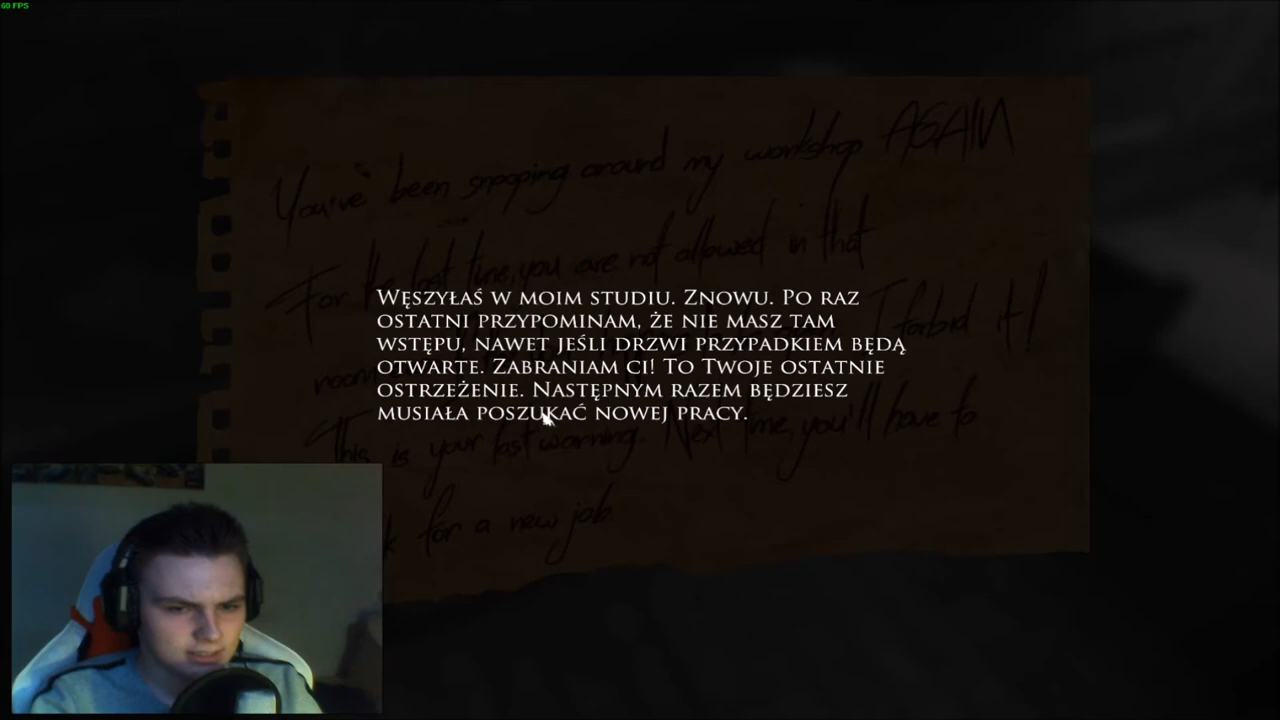 60 FPS
You've been snooping around my workshop AGAIN
For the last time, you are not allowed in that
room
I forbid it!
This is your last warning. Next time, you'll have to
for a new job
Węszyłaś w moim studiu. Znowu. Po raz
ostatni przypominam, że nie masz tam
wstępu, nawet jeśli drzwi przypadkiem będą
otwarte. Zabraniam Ci! To Twoje ostatnie
ostrzeżenie. Następnym razem będziesz
musiała poszukać nowej pracy.